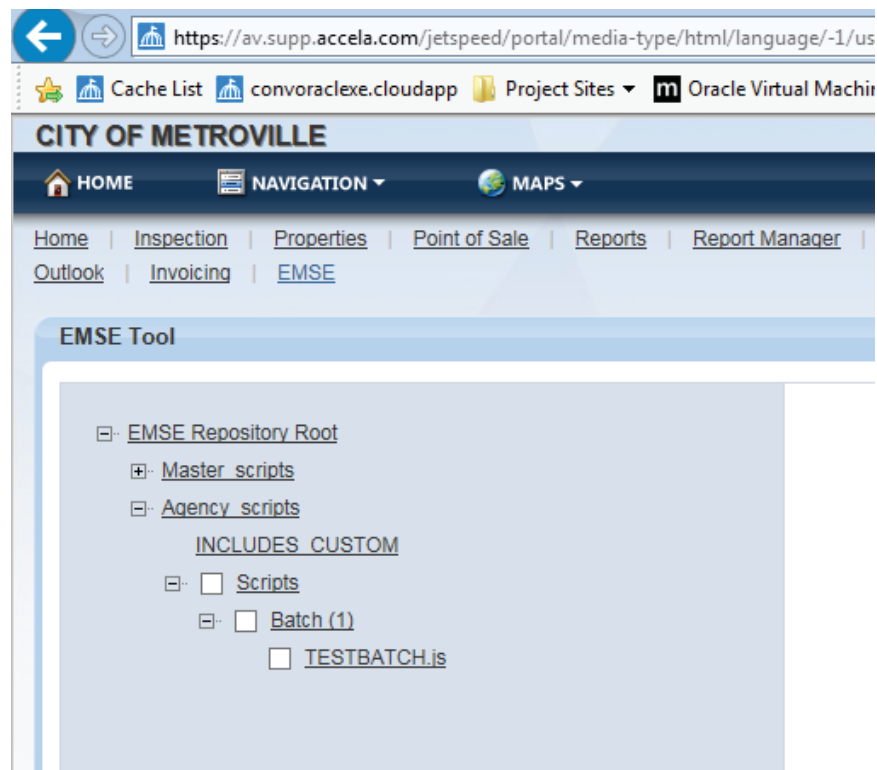 https://av.supp.accela.com/jetspeed/portal/media-type/html/language/-1/us
Cache List convoraclexe.cloudapp Project Sites m Oracle Virtual Machin
CITY OF METROVILLE
HOME NAVIGATION MAPS
Home | Inspection | Properties | Point of Sale | Reports | Report Manager |
Outlook | Invoicing | EMSE
EMSE Tool
EMSE Repository Root
Master_scripts
Agency_scripts
INCLUDES_CUSTOM
Scripts
Batch (1)
TESTBATCH.js